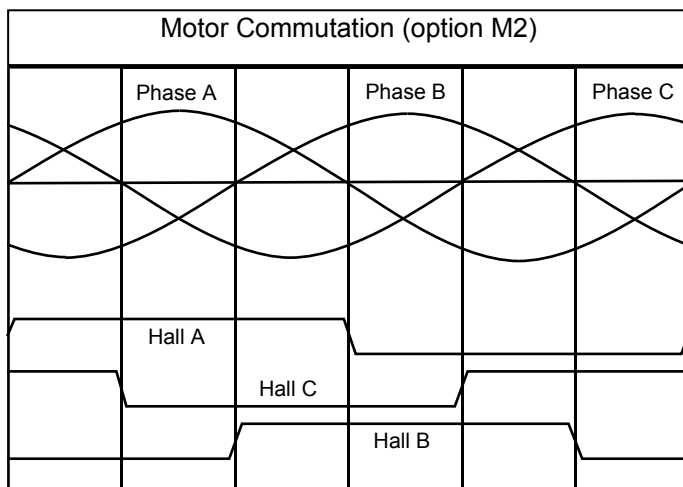 Motor Commutation (option M2)
Phase A Phase B Phase C
Hall A
Hall C
Hall B